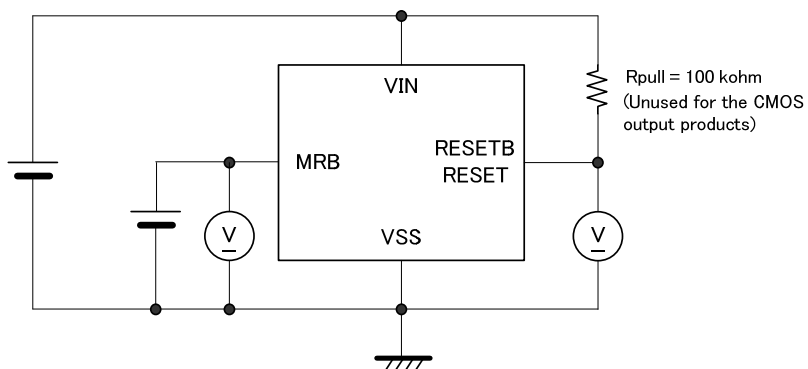 VIN
Rpull = 100 kohm
(Unused for the CMOS
output products)
MRB
RESETB
RESET
V
VSS
V